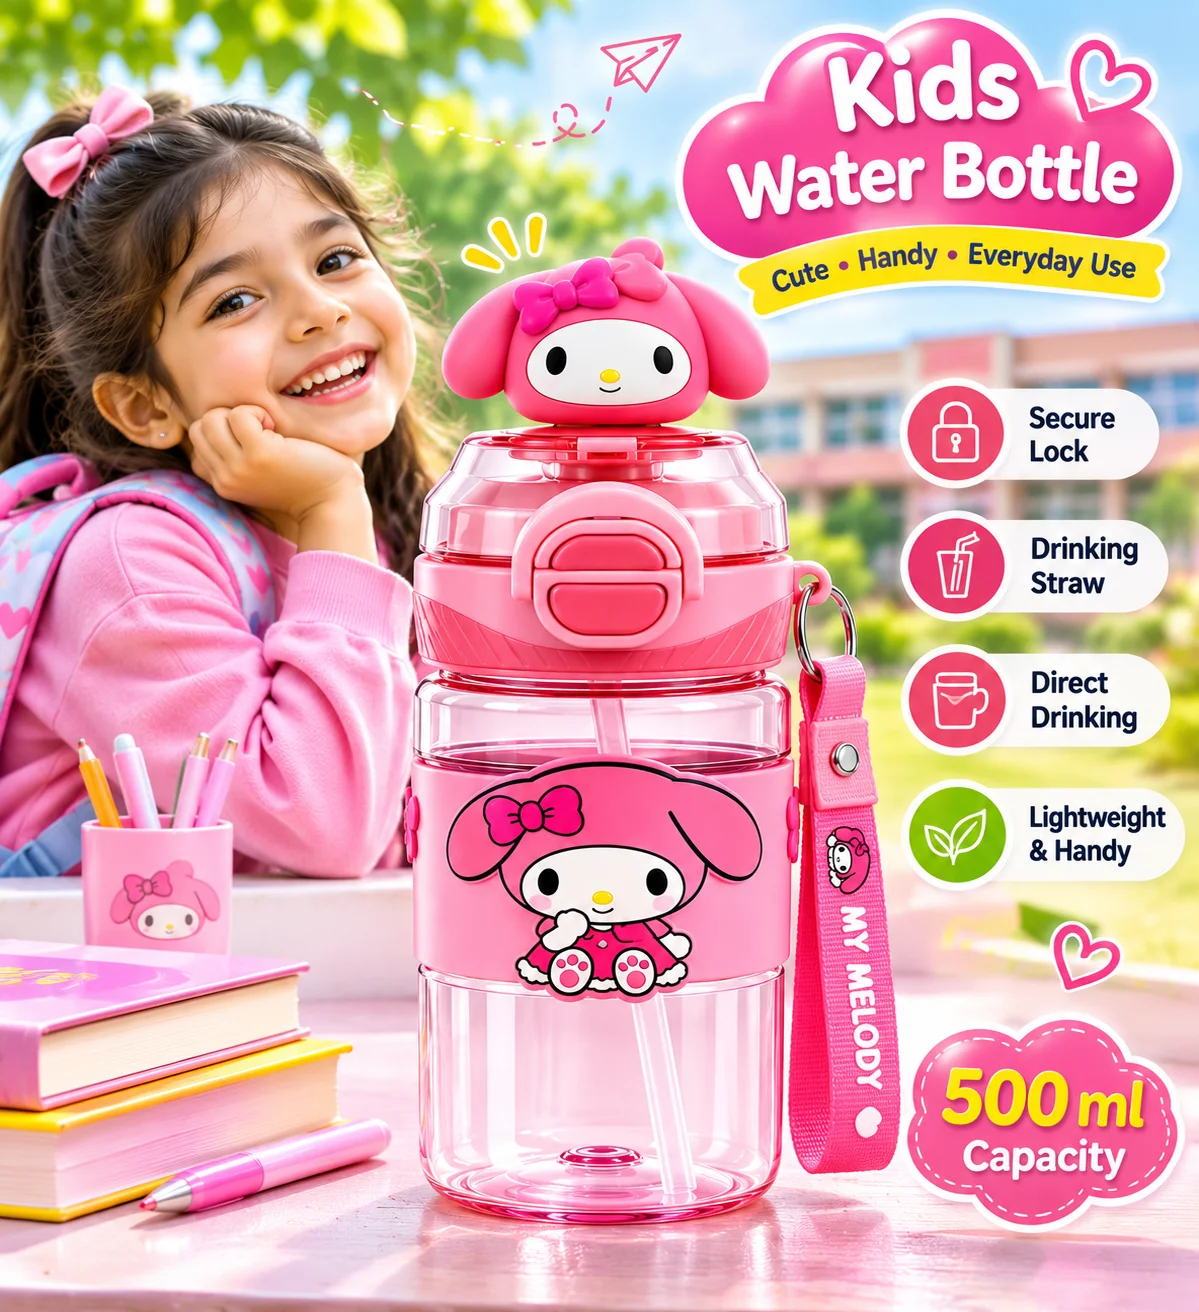 Kids
Water Bottle
Cute • Handy • Everyday Use
Secure
Lock
Drinking
Straw
Direct
Drinking
Lightweight
& Handy
MY MELODY
500 ml
Capacity